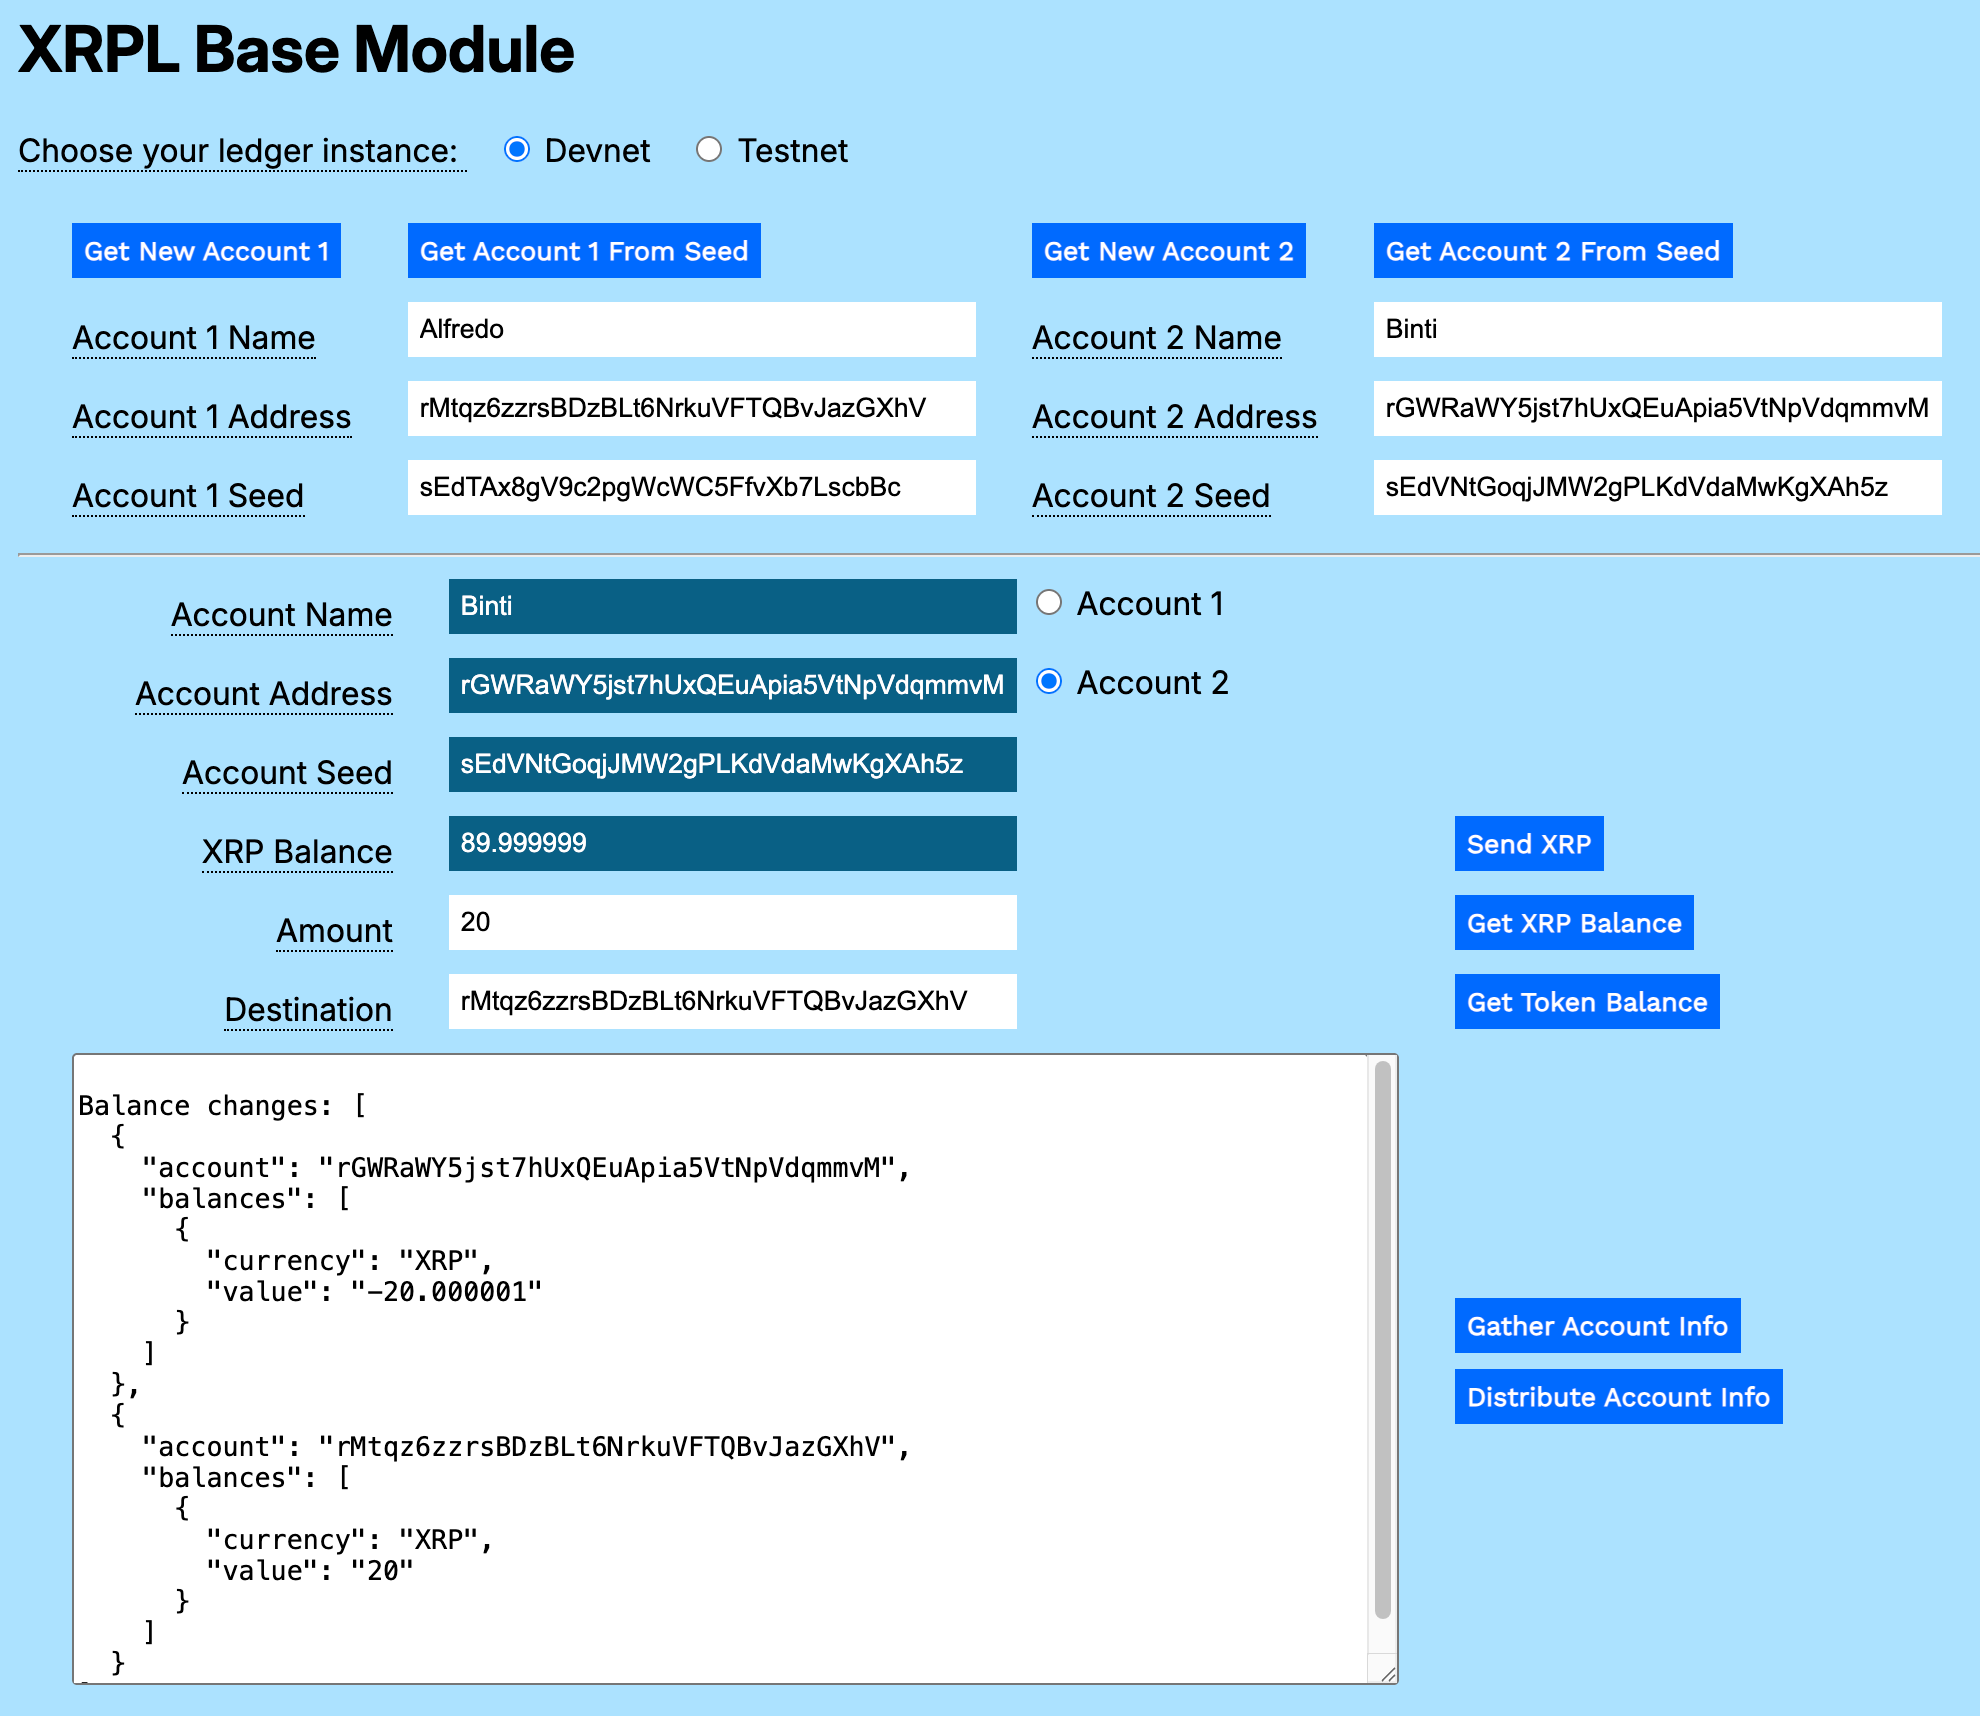 XRPL Base Module
Choose your ledger instance: Devnet Testnet
Get New Account 1 Get Account 1 From Seed Get New Account 2 Get Account 2 From Seed
Account 1 Name Alfredo Account 2 Name Binti
Account 1 Address rMtqz6zzrsBDzBLt6NrkuVFTQBvJazGXhV Account 2 Address rGWRaWY5jst7hUxQEuApia5VtNpVdqmmvM
Account 1 Seed sEdTAx8gV9c2pgWcWC5FfvXb7LscbBc Account 2 Seed sEdVNtGoqjJMW2gPLKdVdaMwKgXAh5z
Account Name Binti Account 1
Account Address rGWRaWY5jst7hUxQEuApia5VtNpVdqmmvM Account 2
Account Seed sEdVNtGoqjJMW2gPLKdVdaMwKgXAh5z
XRP Balance 89.999999 Send XRP
Amount 20 Get XRP Balance
Destination rMtqz6zzrsBDzBLt6NrkuVFTQBvJazGXhV Get Token Balance
Balance changes: [
{
"account": "rGWRaWY5jst7hUxQEuApia5VtNpVdqmmvM",
"balances": [
{
"currency": "XRP",
"value": "-20.000001"
}
]
},
{
"account": "rMtqz6zzrsBDzBLt6NrkuVFTQBvJazGXhV",
"balances": [
{
"currency": "XRP",
"value": "20"
}
]
}
Gather Account Info
Distribute Account Info